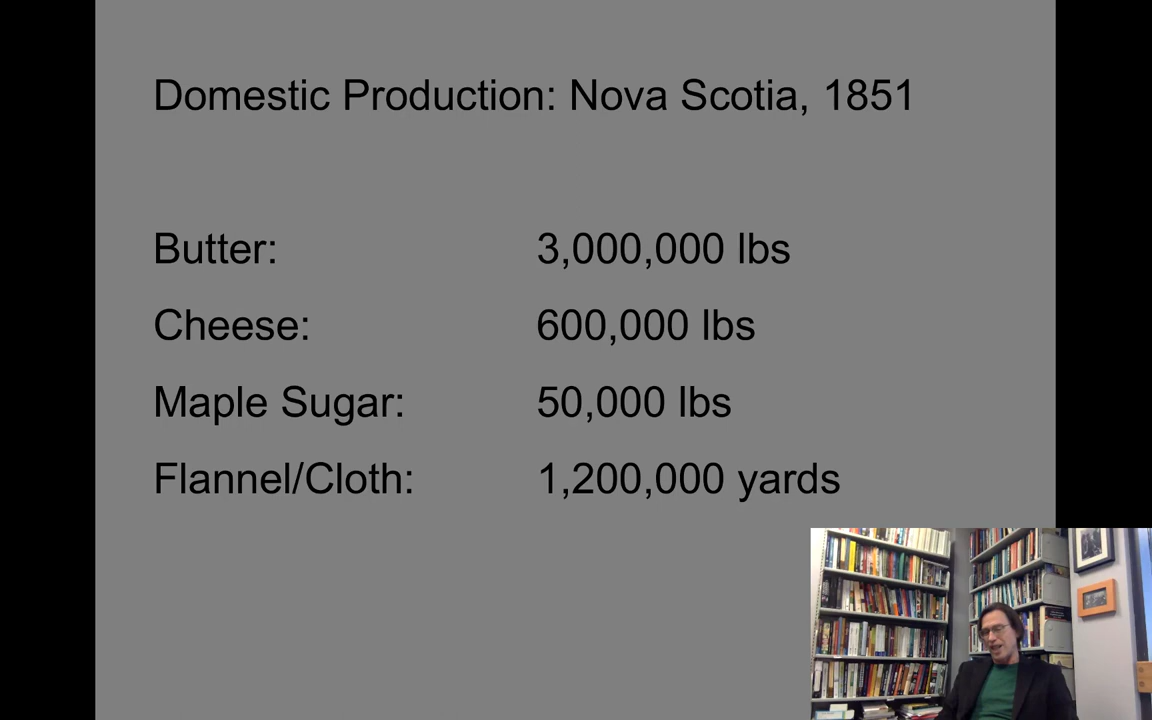 Domestic Production: Nova Scotia, 1851
Butter: 3,000,000 lbs
Cheese: 600,000 lbs
Maple Sugar: 50,000 lbs
Flannel/Cloth: 1,200,000 yards